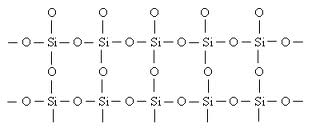 O O O O O
– O – Si – O – Si – O – Si – O – Si – O – Si – O –
O O O O O
– O – Si – O – Si – O – Si – O – Si – O – Si – O –